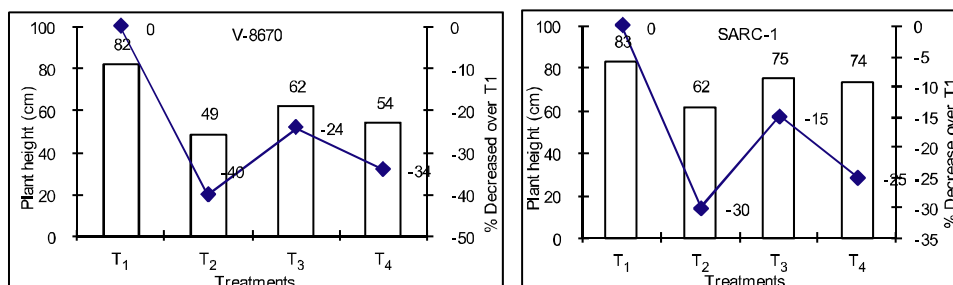 V-8670
Plant height (cm)
100
80
60
40
20
0
82
49
62
54
0
-40
-24
-34
0
-10
-20
-30
-40
-50
% Decreased over T1
T1
T2
T3
T4
Treatments
SARC-1
Plant height (cm)
100
80
60
40
20
0
83
62
75
74
0
-30
-15
-25
0
-5
-10
-15
-20
-25
-30
-35
% Decrease over T1
T1
T2
T3
T4
Treatments